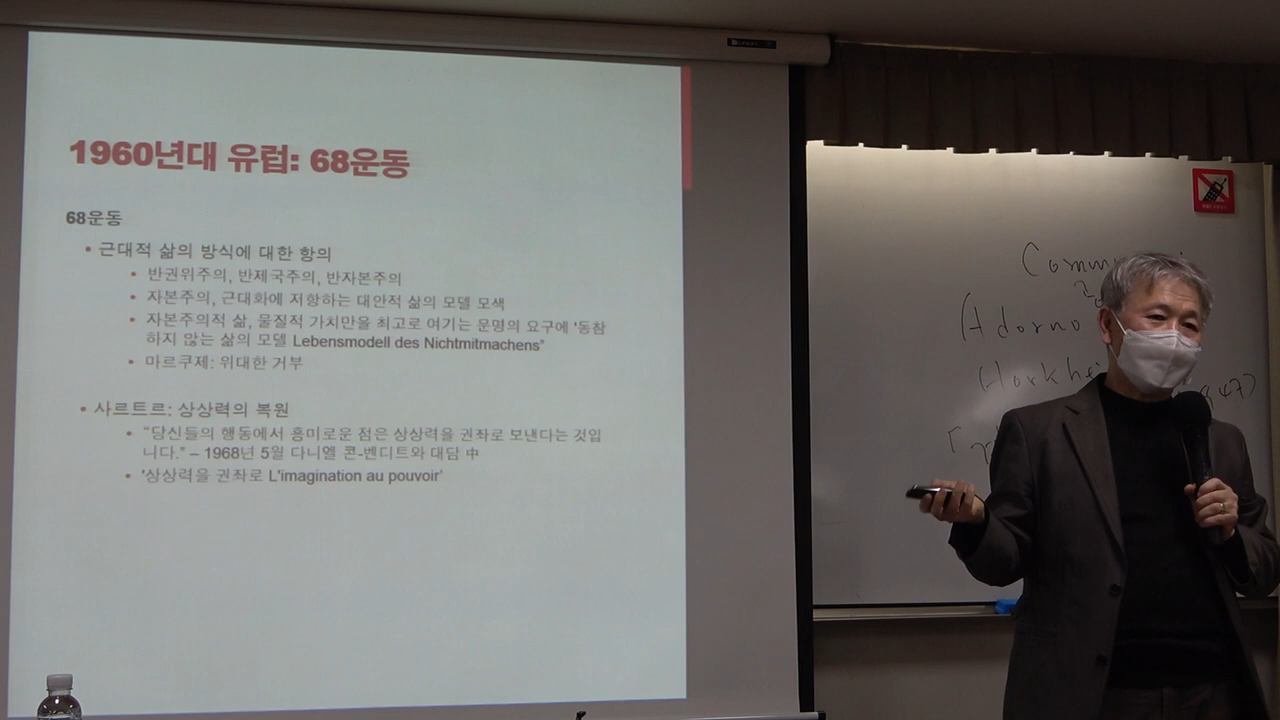 1960년대 유럽: 68운동
68운동
• 근대적 삶의 방식에 대한 항의
• 반권위주의, 반제국주의, 반자본주의
• 자본주의, 근대화에 저항하는 대안적 삶의 모델 모색
• 자본주의적 삶, 물질적 가치만을 최고로 여기는 문명의 요구에 '동참
하지 않는 삶의 모델 Lebensmodell des Nichtmitmachens"
• 마르쿠제: 위대한 거부
• 사르트르: 상상력의 복원
• "당신들의 행동에서 흥미로운 점은 상상력을 권좌로 보낸다는 것입
니다." – 1968년 5월 다니엘 콘-벤디트와 대담 中
• '상상력을 권좌로 L'imagination au pouvoir'
Adorno